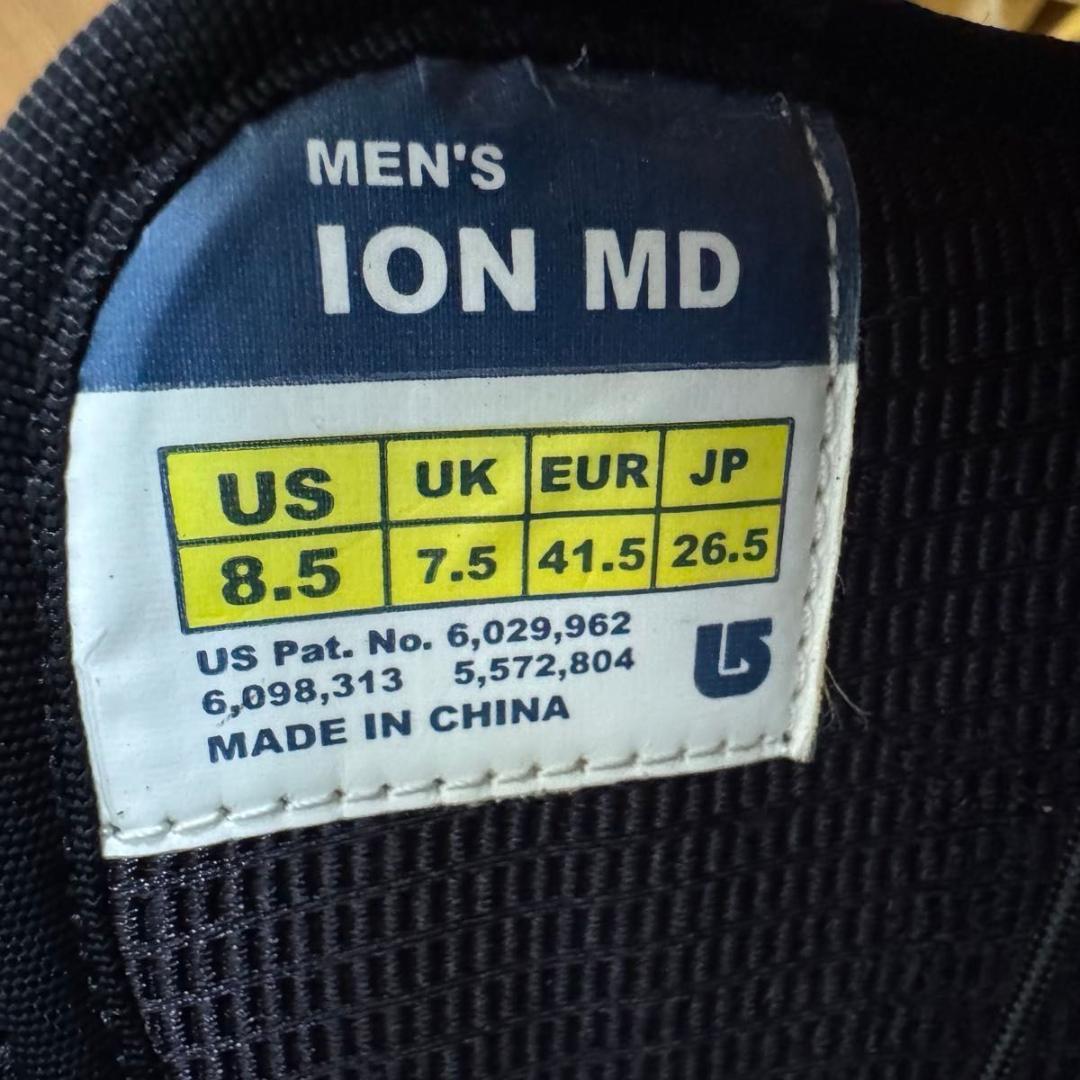 MEN'S
ION MD
US UK EUR JP
8.5 7.5 41.5 26.5
US Pat. No. 6,029,962
6,098,313 5,572,804
MADE IN CHINA